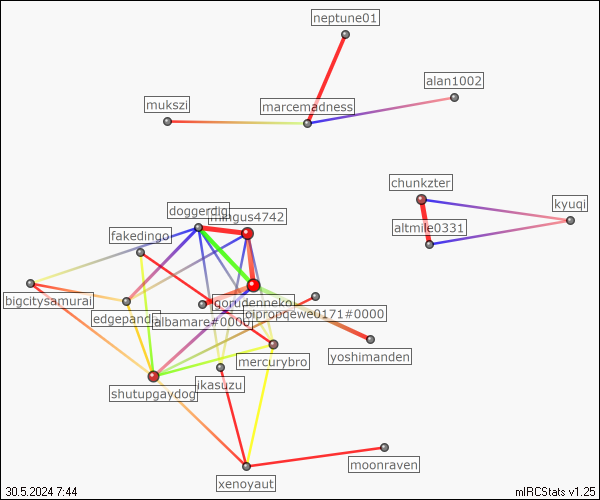 neptune01
alan1002
mukszi
marcemadness
chunkzter
kyuqi
doggerdig
mingus4742
altmile0331
fakedingo
bigcitysamurai
gorudenneko
edgepanda
albamare#0000
oipropqewe0171#0000
yoshimanden
mercurybro
shutupgaydog
ikasuzu
moonraven
xenoyaut
30.5.2024 7:44
mIRCStats v1.25